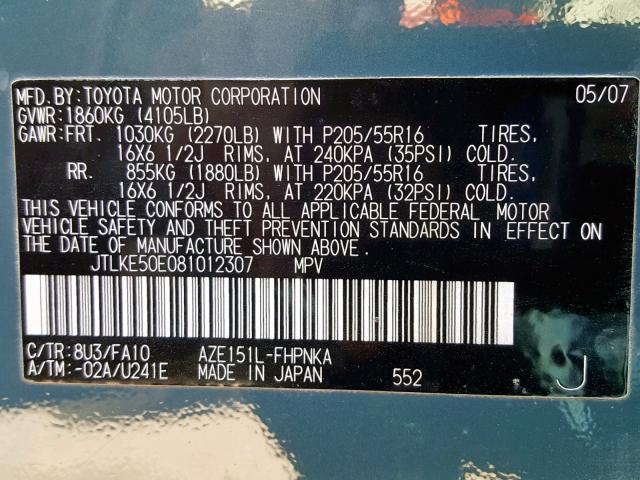 MFD.BY:TOYOTA MOTOR CORPORATION 05/07
GVWR:1860KG (4105LB)
GAWR:FRT. 1030KG (2270LB) WITH P205/55R16 TIRES,
16X6 1/2J RIMS, AT 240KPA (35PSI) COLD.
RR. 855KG (1880LB) WITH P205/55R16 TIRES,
16X6 1/2J RIMS, AT 220KPA (32PSI) COLD.
THIS VEHICLE CONFORMS TO ALL APPLICABLE FEDERAL MOTOR
VEHICLE SAFETY AND THEFT PREVENTION STANDARDS IN EFFECT ON
THE DATE OF MANUFACTURE SHOWN ABOVE.
JTLKE50E081012307 MPV
C/TR:8U3/FA10 AZE151L-FHPNKA
A/TM:-02A/U241E MADE IN JAPAN 552 J